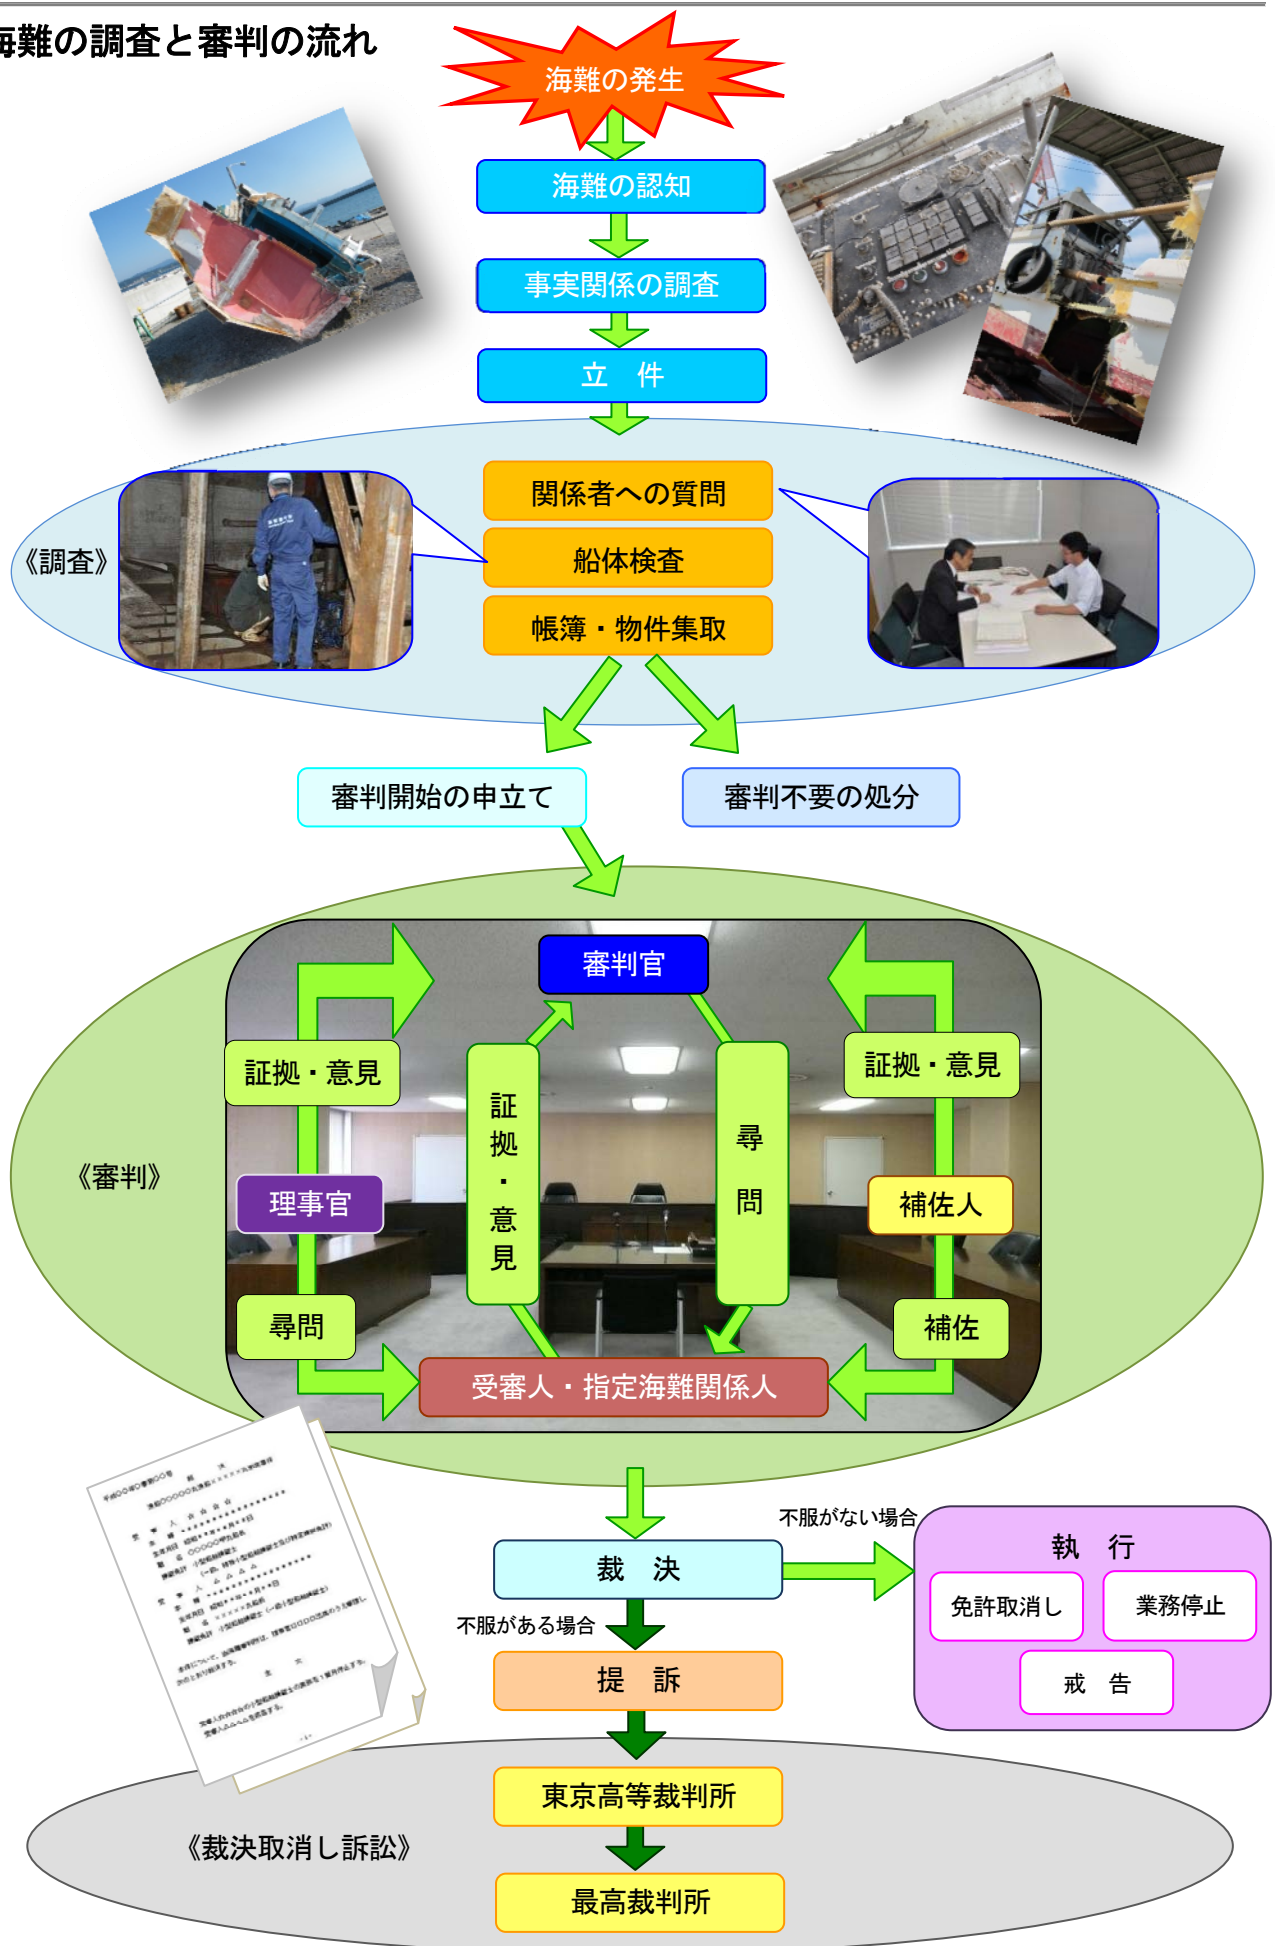 海難の調査と審判の流れ
海難の発生
海難の認知
事実関係の調査
立　件
《調査》
関係者への質問
船体検査
帳簿・物件集取
審判開始の申立て
審判不要の処分
《審判》
審判官
証拠・意見
証拠・意見
尋問
証拠・意見
理事官
補佐人
尋問
補佐
受審人・指定海難関係人
不服がない場合
裁　決
執　行
免許取消し
業務停止
戒　告
不服がある場合
提　訴
《裁決取消し訴訟》
東京高等裁判所
最高裁判所